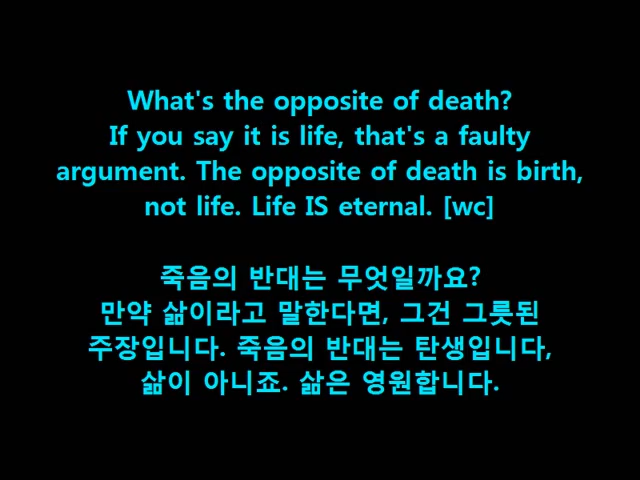 What's the opposite of death?
If you say it is life, that's a faulty
argument. The opposite of death is birth,
not life. Life IS eternal. [wc]
죽음의 반대는 무엇일까요?
만약 삶이라고 말한다면, 그건 그릇된
주장입니다. 죽음의 반대는 탄생입니다,
삶이 아니죠. 삶은 영원합니다.